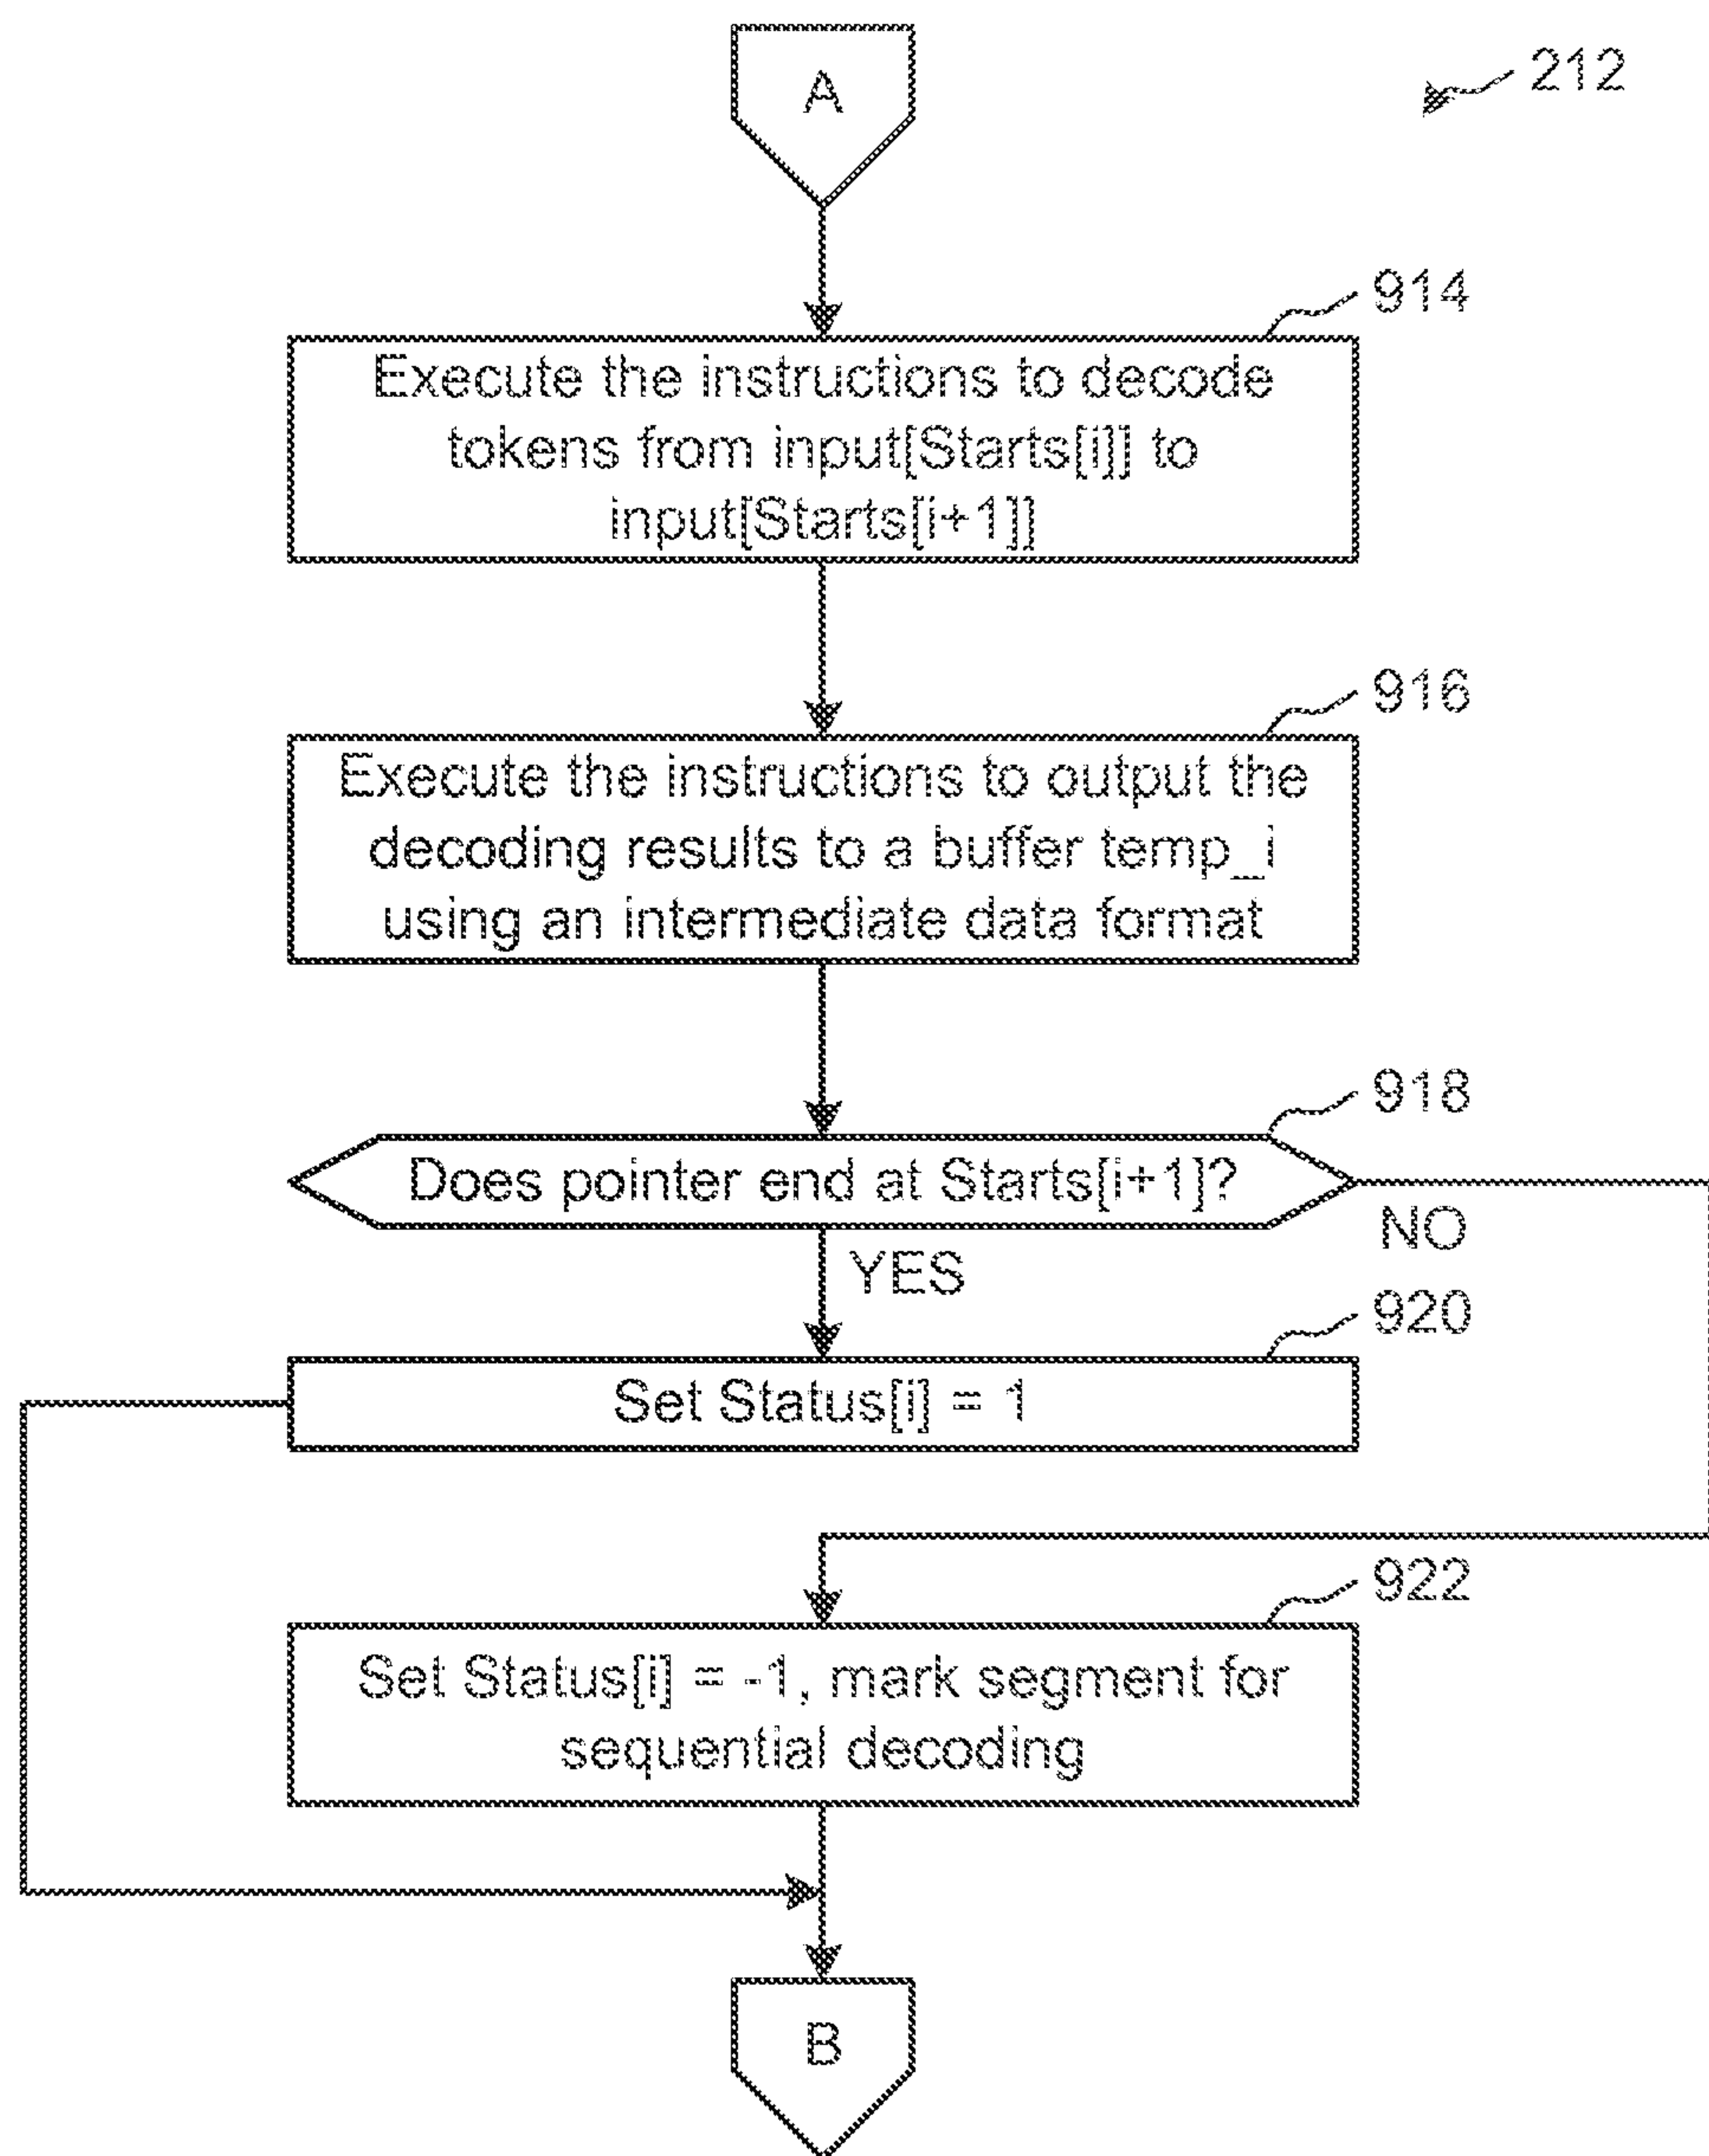 A
212
914
Execute the instructions to decode
tokens from input[Starts[i]] to
input[Starts[i+1]]
916
Execute the instructions to output the
decoding results to a buffer temp_i
using an intermediate data format
918
Does pointer end at Starts[i+1]?
NO
YES
920
Set Status[i] = 1
922
Set Status[i] = -1, mark segment for
sequential decoding
B